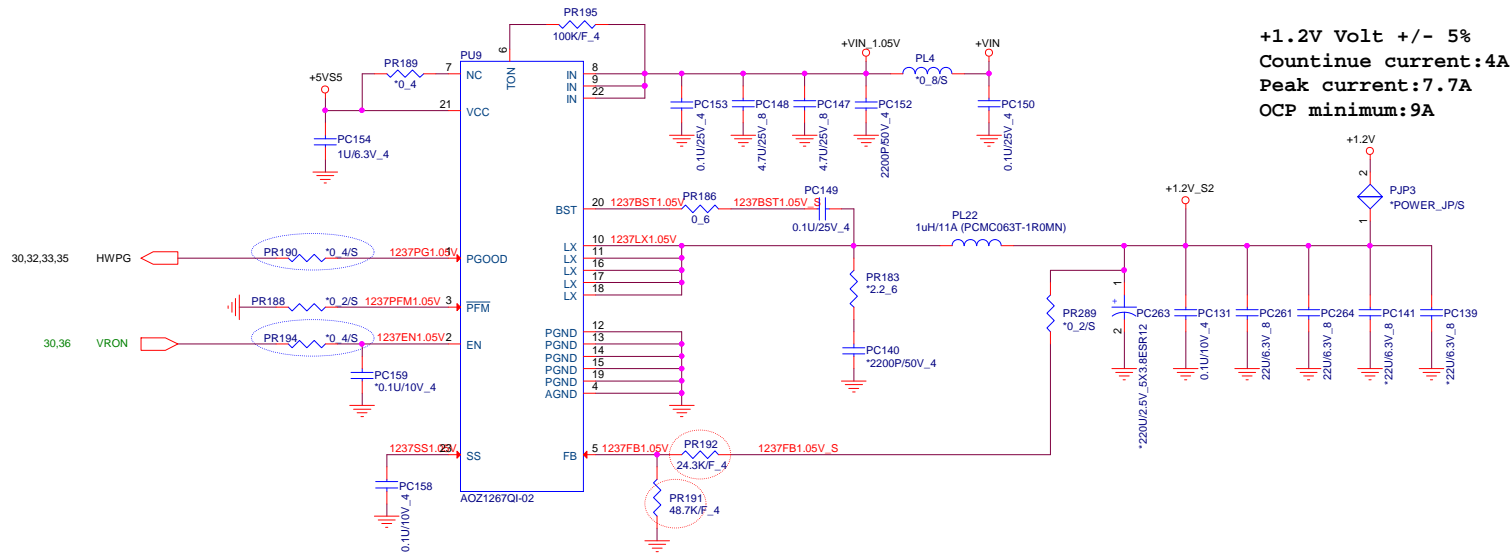 +1.2V Volt +/- 5%
Countinue current:4A
Peak current:7.7A
OCP minimum:9A
PR195
100K/F_4
PU9
6
TON
+5VS5
PR189
*0_4
7
NC
21
VCC
PC154
1U/6.3V_4
IN
8
IN
9
IN
22
+VIN_1.05V
PL4
*0_8/S
+VIN
PC153
0.1U/25V_4
PC148
4.7U/25V_8
PC147
4.7U/25V_8
PC152
2200P/50V_4
PC150
0.1U/25V_4
BST
20
1237BST1.05V
PR186
0_6
1237BST1.05V_S
PC149
0.1U/25V_4
+1.2V
2
PJP3
*POWER_JP/S
1
+1.2V_S2
PL22
1uH/11A (PCMC063T-1R0MN)
LX
10
1237LX1.05V
LX
11
LX
16
LX
17
LX
18
30,32,33,35
HWPG
PR190
*0_4/S
1237PG1.05V
1
PGOOD
PR188
*0_2/S
1237PFM1.05V
3
PFM
30,36
VRON
PR194
*0_4/S
1237EN1.05V
2
EN
PC159
*0.1U/10V_4
PGND
12
PGND
13
PGND
14
PGND
15
PGND
19
AGND
4
PR183
*2.2_6
PC140
*2200P/50V_4
PR289
*0_2/S
1
+
PC263
2
*220U/2.5V_5X3.8ESR12
PC131
0.1U/10V_4
PC261
22U/6.3V_8
PC264
22U/6.3V_8
PC141
*22U/6.3V_8
PC139
*22U/6.3V_8
1237SS1.05V
23
SS
PC158
0.1U/10V_4
FB
5
1237FB1.05V
PR192
24.3K/F_4
1237FB1.05V_S
PR191
48.7K/F_4
AOZ1267QI-02